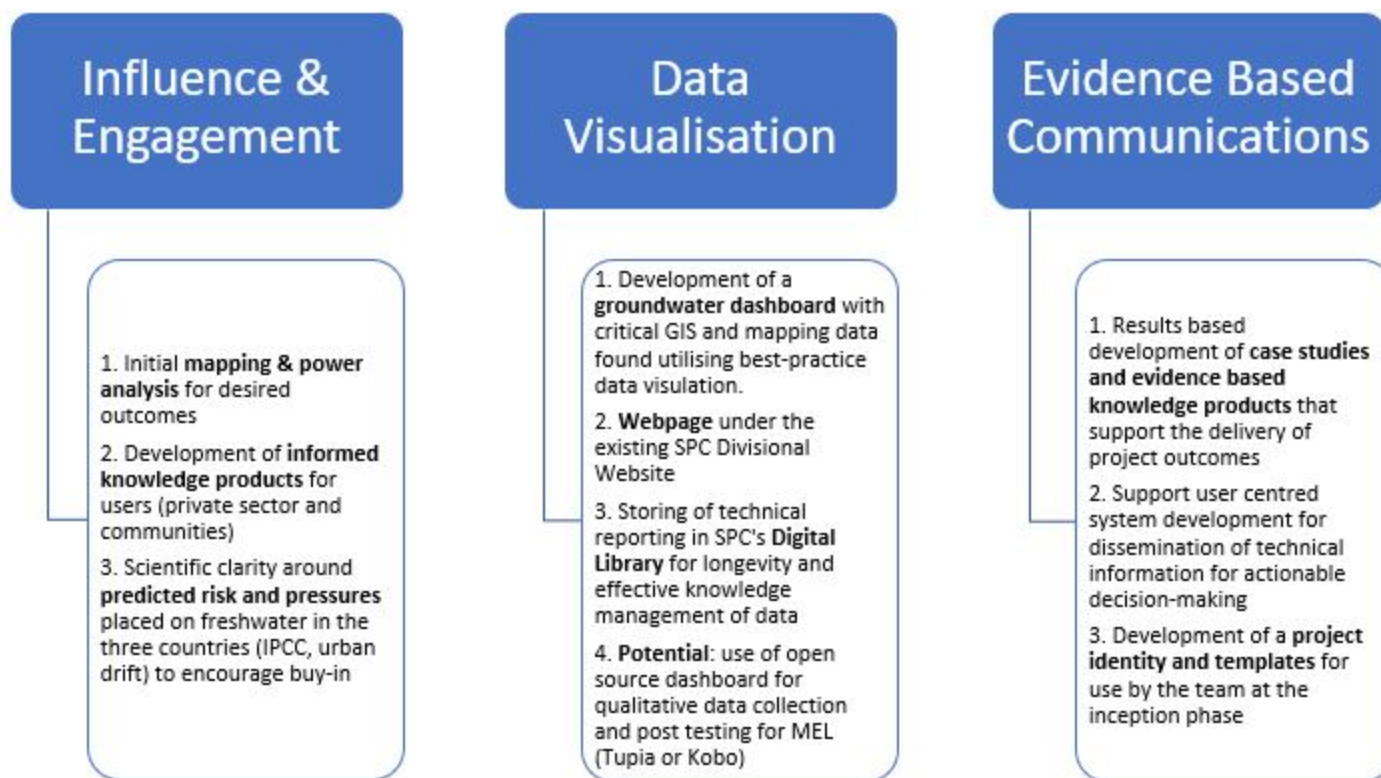 Influence &
Engagement
1. Initial mapping & power
analysis for desired
outcomes
2. Development of informed
knowledge products for
users (private sector and
communities)
3. Scientific clarity around
predicted risk and pressures
placed on freshwater in the
three countries (IPCC, urban
drift) to encourage buy-in
Data
Visualisation
1. Development of a
groundwater dashboard with
critical GIS and mapping data
found utilising best-practice
data visulation.
2. Webpage under the
existing SPC Divisional
Website
3. Storing of technical
reporting in SPC's Digital
Library for longevity and
effective knowledge
management of data
4. Potential: use of open
source dashboard for
qualitative data collection
and post testing for MEL
(Tupia or Kobo)
Evidence Based
Communications
1. Results based
development of case studies
and evidence based
knowledge products that
support the delivery of
project outcomes
2. Support user centred
system development for
dissemination of technical
information for actionable
decision-making
3. Development of a project
identity and templates for
use by the team at the
inception phase